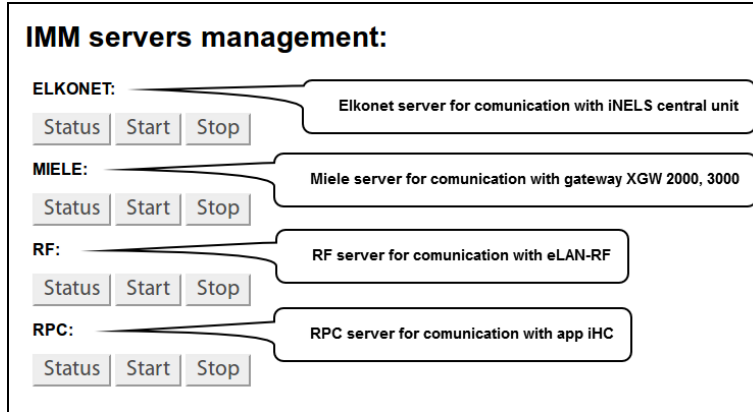 IMM servers management:
ELKONET:
Elkonet server for comunication with iNELS central unit
Status Start Stop
MIELE:
Miele server for comunication with gateway XGW 2000, 3000
Status Start Stop
RF:
RF server for comunication with eLAN-RF
Status Start Stop
RPC:
RPC server for comunication with app iHC
Status Start Stop